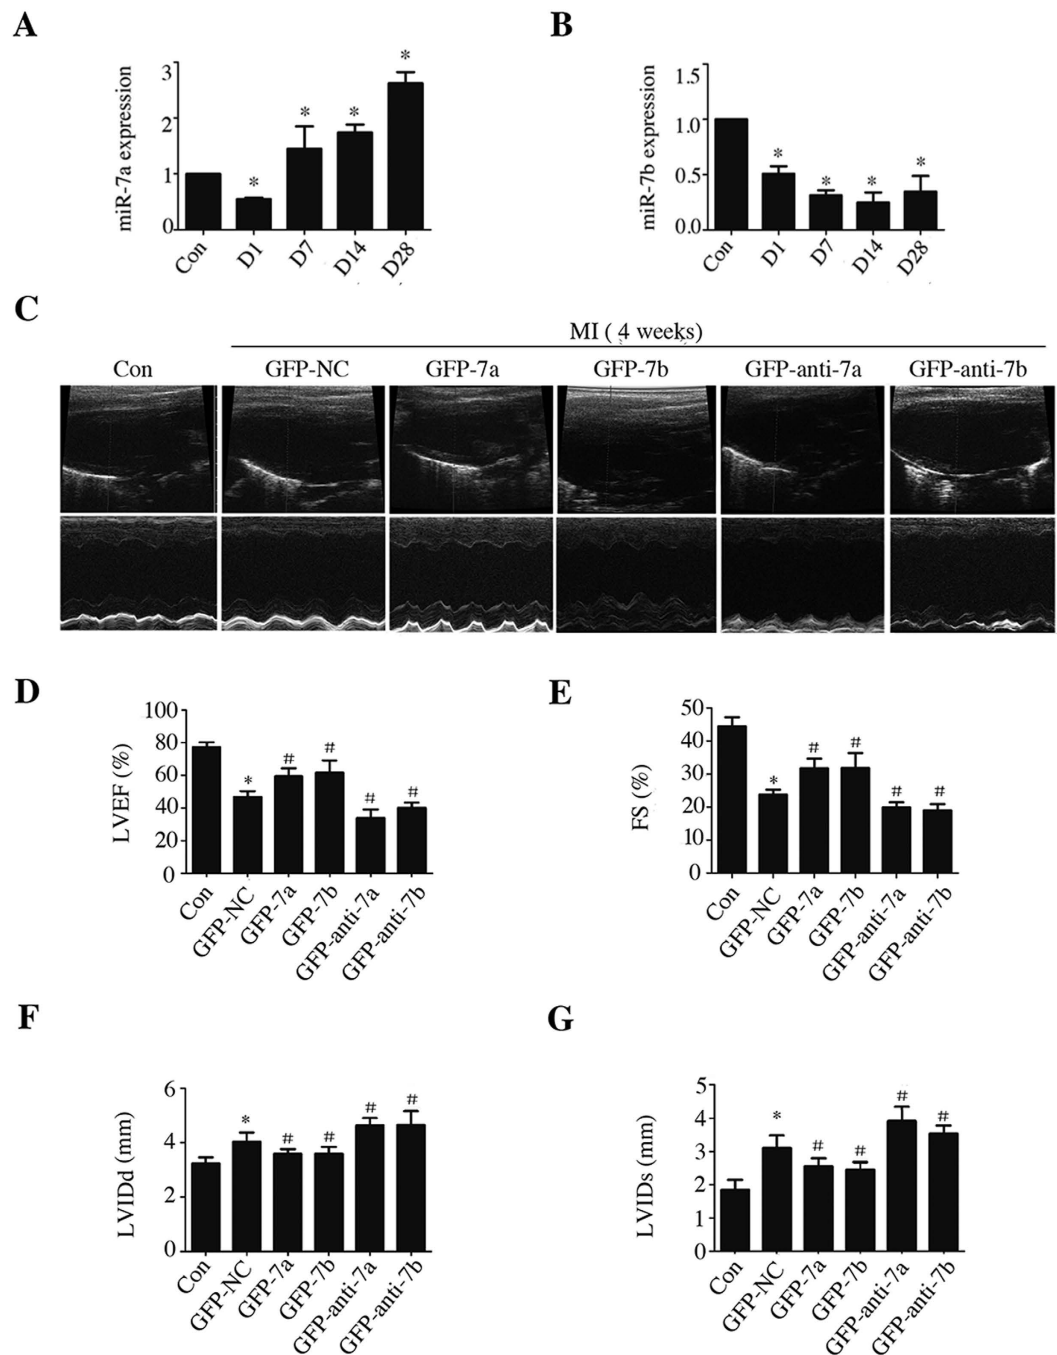 A
miR-7a expression
3
2
1
0
*
*
*
*
Con
D1
D7
D14
D28
B
miR-7b expression
1.5
1.0
0.5
0.0
*
*
*
*
Con
D1
D7
D14
D28
C
MI ( 4 weeks)
Con
GFP-NC
GFP-7a
GFP-7b
GFP-anti-7a
GFP-anti-7b
D
LVEF (%)
100
80
60
40
20
0
*
#
#
#
#
Con
GFP-NC
GFP-7a
GFP-7b
GFP-anti-7a
GFP-anti-7b
E
FS (%)
50
40
30
20
10
0
*
#
#
#
#
Con
GFP-NC
GFP-7a
GFP-7b
GFP-anti-7a
GFP-anti-7b
F
LVIDd (mm)
6
4
2
0
*
#
#
#
#
Con
GFP-NC
GFP-7a
GFP-7b
GFP-anti-7a
GFP-anti-7b
G
LVIDs (mm)
5
4
3
2
1
0
*
#
#
#
#
Con
GFP-NC
GFP-7a
GFP-7b
GFP-anti-7a
GFP-anti-7b